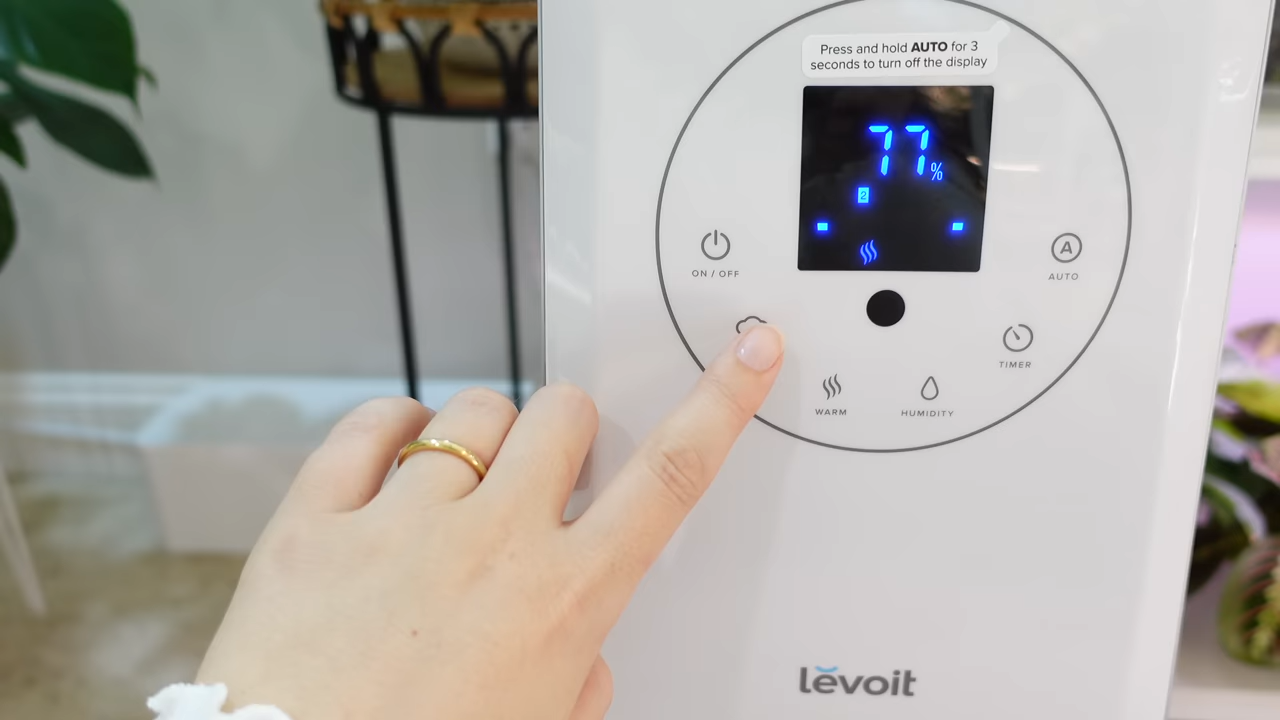 Press and hold AUTO for 3
seconds to turn off the display
77%
2
ON / OFF
AUTO
TIMER
WARM
HUMIDITY
levoit